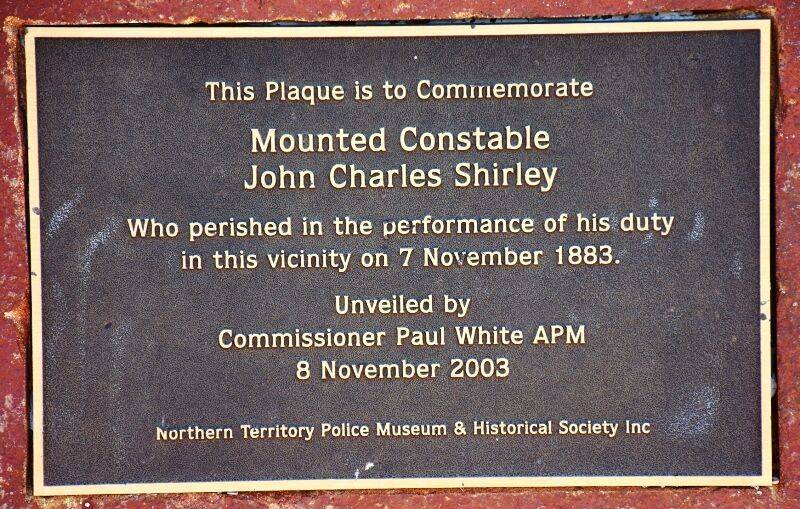 This Plaque is to Commemorate
Mounted Constable
John Charles Shirley
Who perished in the performance of his duty
in this vicinity on 7 November 1883.
Unveiled by
Commissioner Paul White APM
8 November 2003
Northern Territory Police Museum & Historical Society Inc